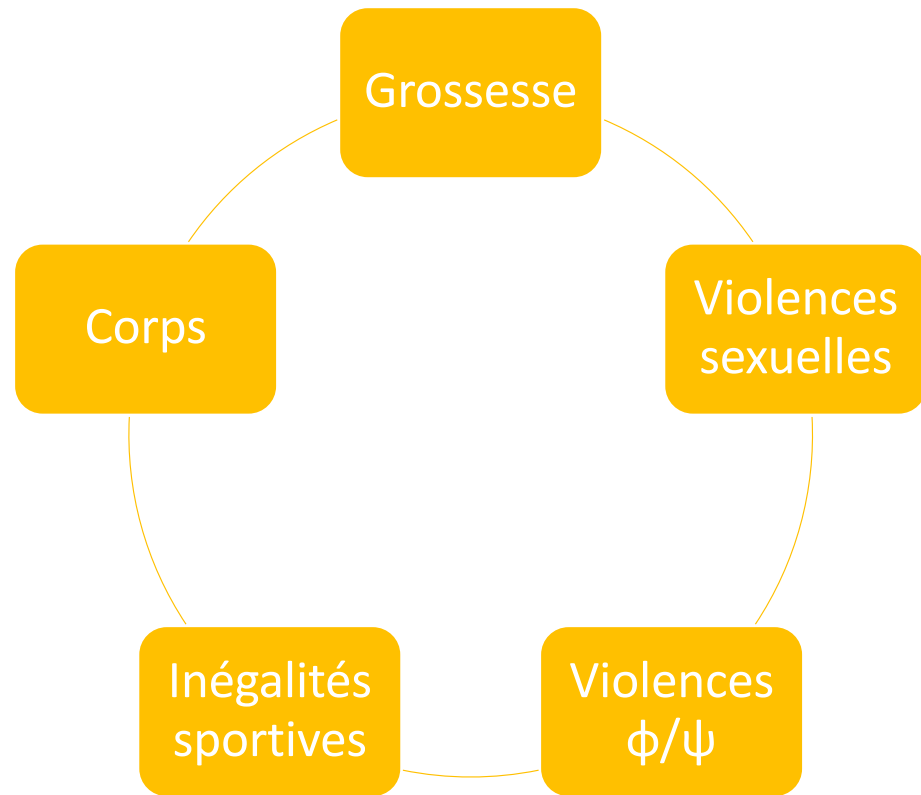 Grossesse
Violences
sexuelles
Violences
ϕ/ψ
Inégalités
sportives
Corps